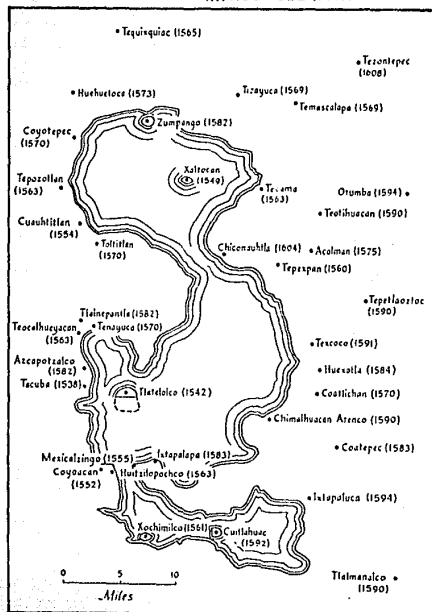 Tequixquiac (1565)
Tezontepec
(1608)
Huehuetoca (1573)
Tizayuca (1569)
Temascalapa (1569)
Zumpango (1582)
Coyotepec
(1570)
Xaltocan
(1549)
Tepozotlan
(1563)
Tecama
(1563)
Otumba (1594)
Teotihuacan (1590)
Cuauhtitlan
(1554)
Toltitlan
(1570)
Chiconauhtla (1604)
Acolman (1575)
Tepexpan (1560)
Tepetlaoztoc
(1590)
Tlalnepantla (1582)
Teocalhueyacan
(1563)
Tenayuca (1570)
Texcoco (1591)
Azcapotzalco
(1582)
Huexotla (1584)
Tacuba (1538)
Tlatelolco (1542)
Coatlichan (1570)
Chimalhuacan Atenco (1590)
Mexicaltzingo (1555)
Ixtapalapa (1583)
Coatepec (1583)
Coyoacan
(1552)
Huitzilopochco (1563)
Ixtapaluca (1594)
Xochimilco (1561)
Cuitlahuac
(1592)
0 10
Miles
Tlalmanalco
(1590)